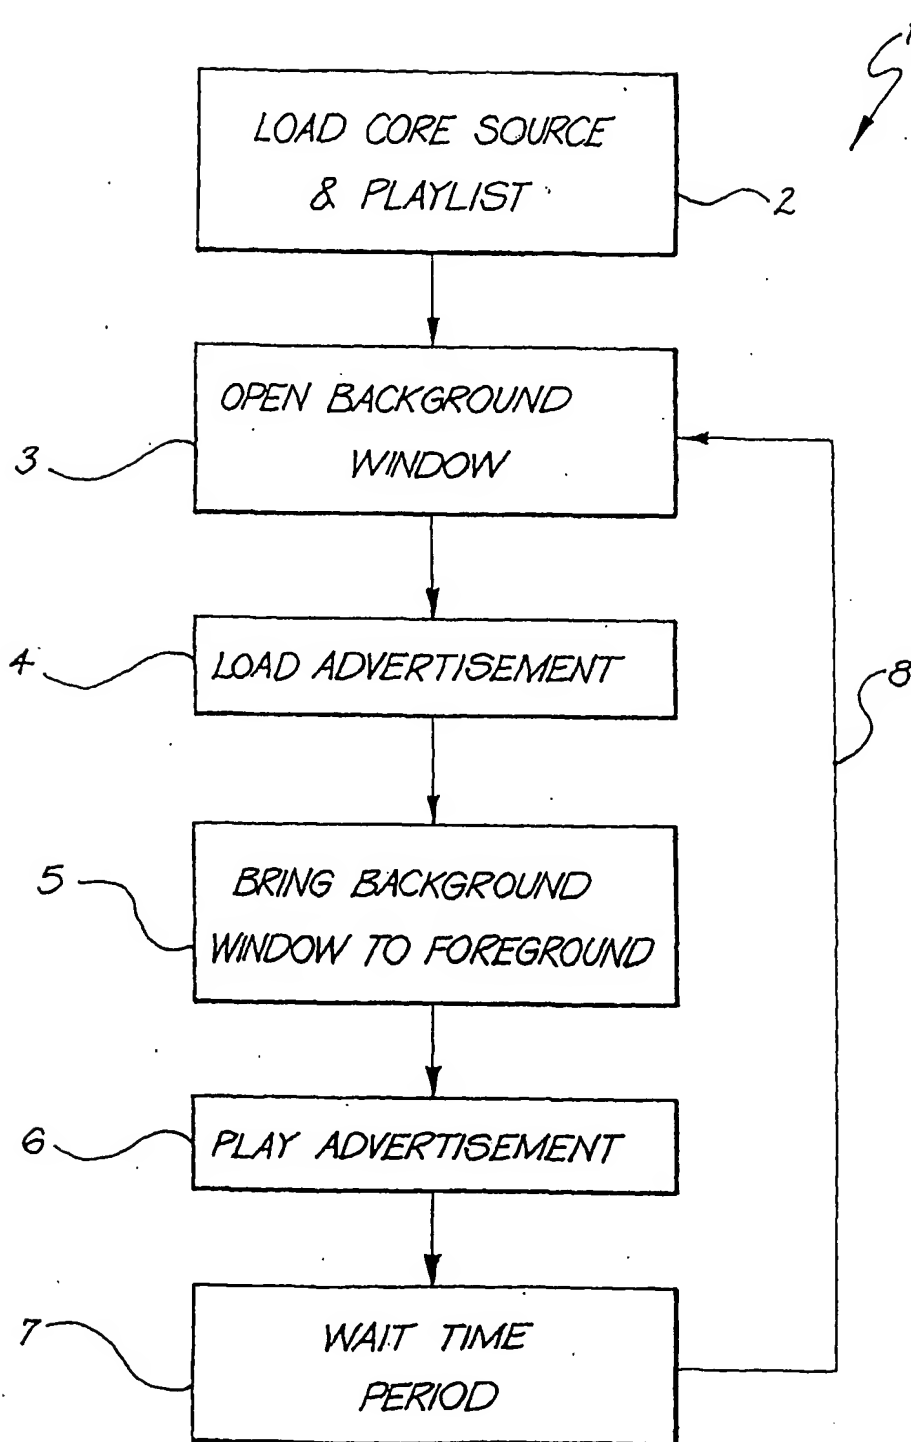 1
LOAD CORE SOURCE
& PLAYLIST
2
OPEN BACKGROUND
WINDOW
3
4
LOAD ADVERTISEMENT
8
5
BRING BACKGROUND
WINDOW TO FOREGROUND
6
PLAY ADVERTISEMENT
7
WAIT TIME
PERIOD